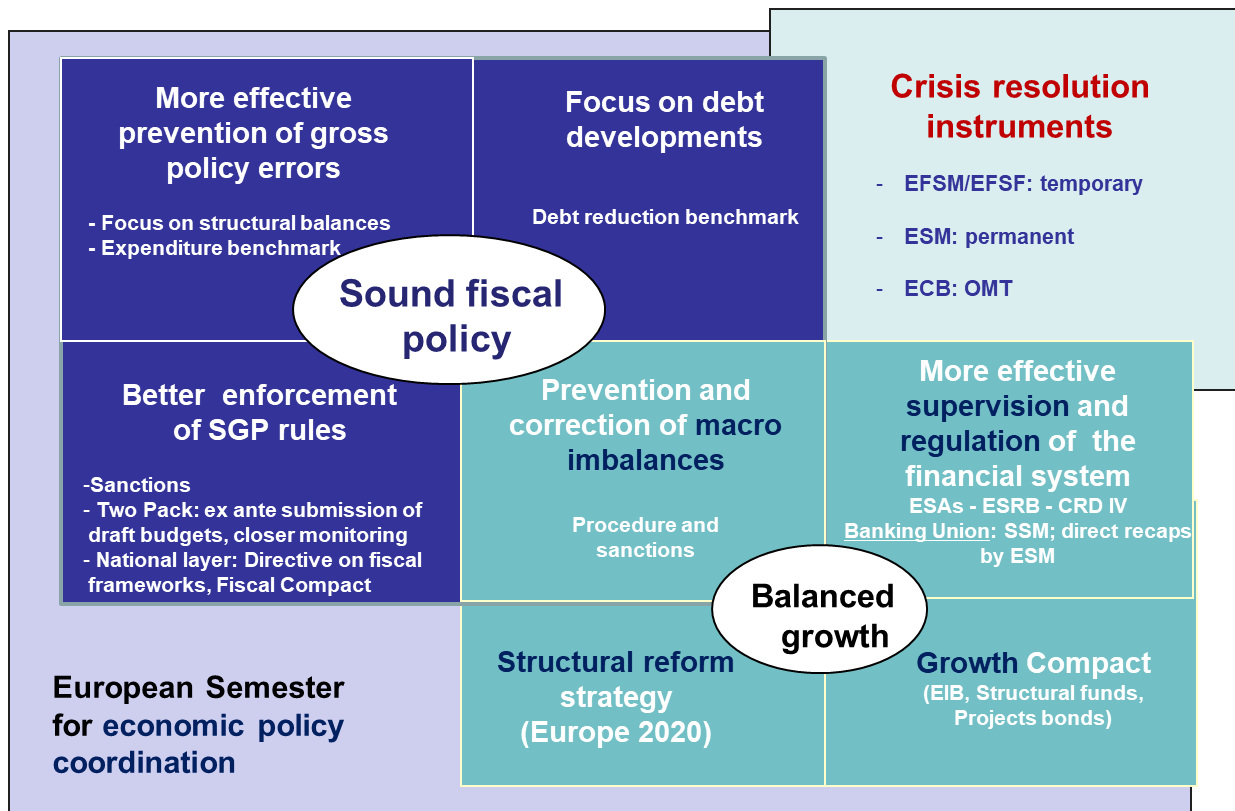 More effective
prevention of gross
policy errors
- Focus on structural balances
- Expenditure benchmark
Focus on debt
developments
Debt reduction benchmark
Crisis resolution
instruments
- EFSM/EFSF: temporary
- ESM: permanent
- ECB: OMT
Sound fiscal
policy
Better enforcement
of SGP rules
-Sanctions
- Two Pack: ex ante submission of
draft budgets, closer monitoring
- National layer: Directive on fiscal
frameworks, Fiscal Compact
Prevention and
correction of macro
imbalances
Procedure and
sanctions
More effective
supervision and
regulation of the
financial system
ESAs - ESRB - CRD IV
Banking Union: SSM; direct recaps
by ESM
Balanced
growth
European Semester
for economic policy
coordination
Structural reform
strategy
(Europe 2020)
Growth Compact
(EIB, Structural funds,
Projects bonds)